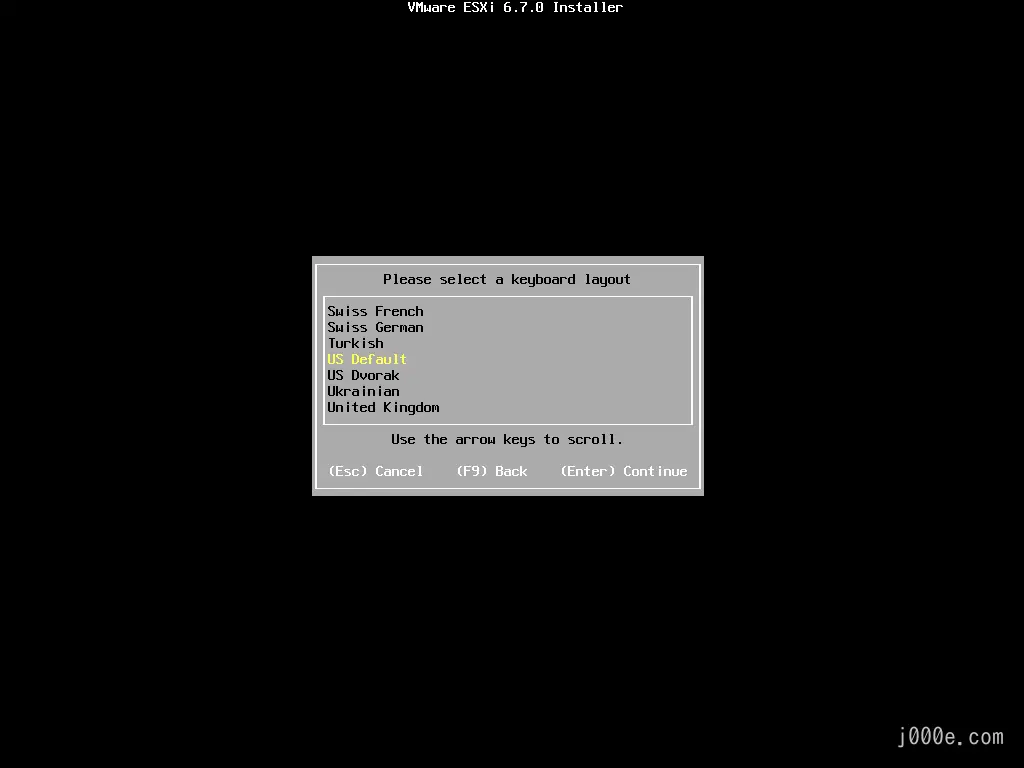 VMware ESXi 6.7.0 Installer
Please select a keyboard layout
Swiss French
Swiss German
Turkish
US Default
US Dvorak
Ukrainian
United Kingdom
Use the arrow keys to scroll.
(Esc) Cancel (F9) Back (Enter) Continue
j000e.com